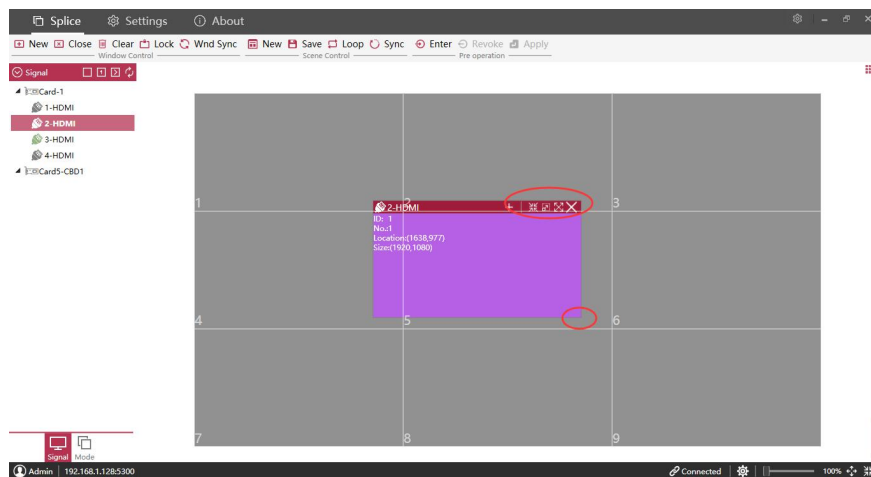 Splice Settings About
New Close Clear Lock Wnd Sync New Save Loop Sync Enter Revoke Apply
Window Control Scene Control Pre operation
Signal
Card-1
1-HDMI
2-HDMI
3-HDMI
4-HDMI
Card5-CBD1
1 2 3
2-HDMI
ID: 1
No.:1
Location:(1638,977)
Size:(1920,1080)
4 5 6
7 8 9
Signal Mode
Admin 192.168.1.128:5300 Connected 100%